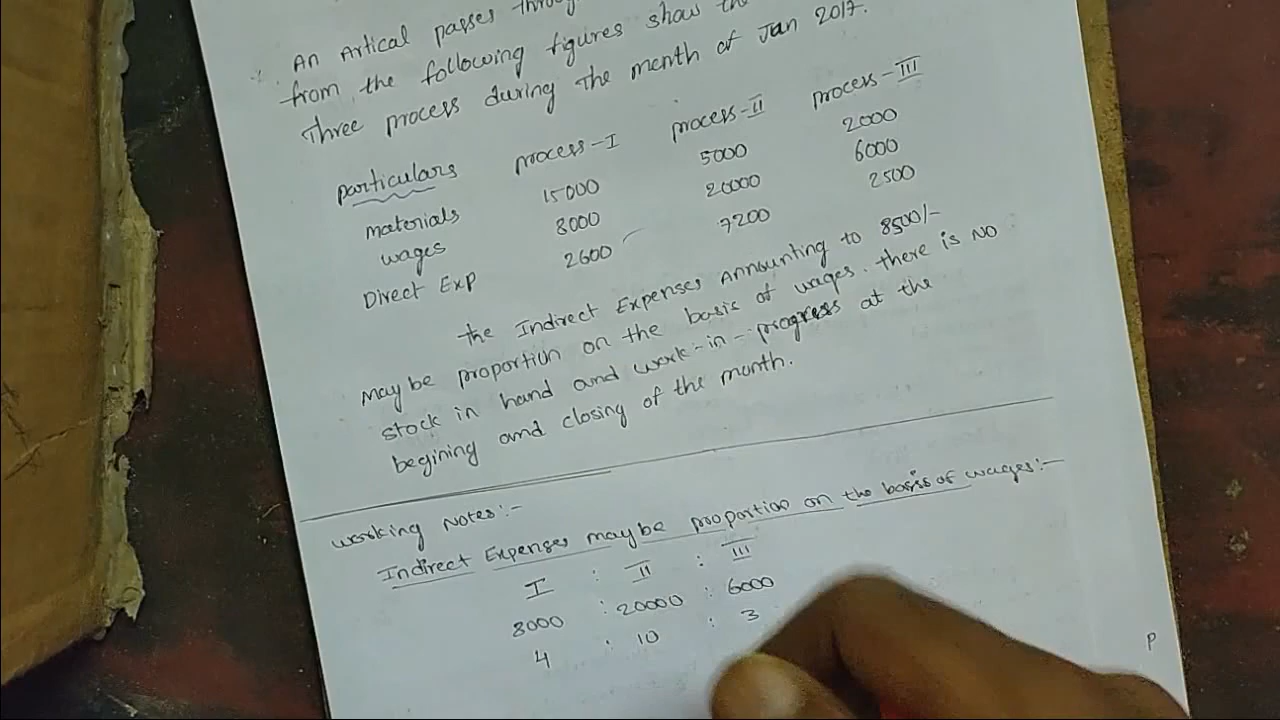 An Artical passes
from the following figures show
Three process during the month of Jan 2017.
particulars process-I process-II process-III
materials 15000 5000 2000
wages 8000 20000 6000
Direct Exp 2600 7200 2500
the Indirect Expenses Announting to 8500/-
may be proportion on the basis of wages. there is NO
stock in hand and work-in-progress at the
begining and closing of the month.
Working Notes:-
Indirect Expenses may be proportion on the basis of wages:-
I : II : III
8000 : 20000 : 6000
4 : 10 : 3
P